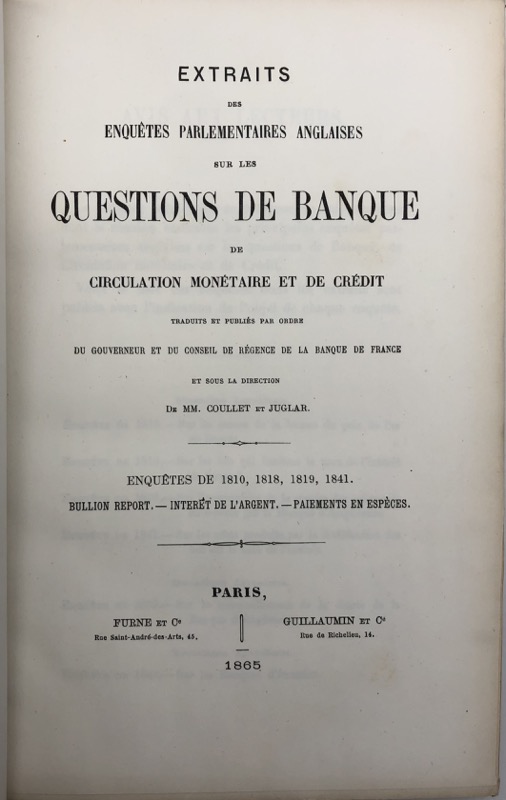 EXTRAITS
DES
ENQUÊTES PARLEMENTAIRES ANGLAISES
SUR LES
QUESTIONS DE BANQUE
DE
CIRCULATION MONÉTAIRE ET DE CRÉDIT
TRADUITS ET PUBLIÉS PAR ORDRE
DU GOUVERNEUR ET DU CONSEIL DE RÉGENCE DE LA BANQUE DE FRANCE
ET SOUS LA DIRECTION
DE MM. COULLET ET JUGLAR.
ENQUÊTES DE 1810, 1818, 1819, 1841.
BULLION REPORT. — INTERÊT DE L'ARGENT. — PAIEMENTS EN ESPÈCES.
PARIS,
FURNE ET Cie
Rue Saint-André-des-Arts, 45.
GUILLAUMIN ET Cie
Rue de Richelieu, 14.
1865